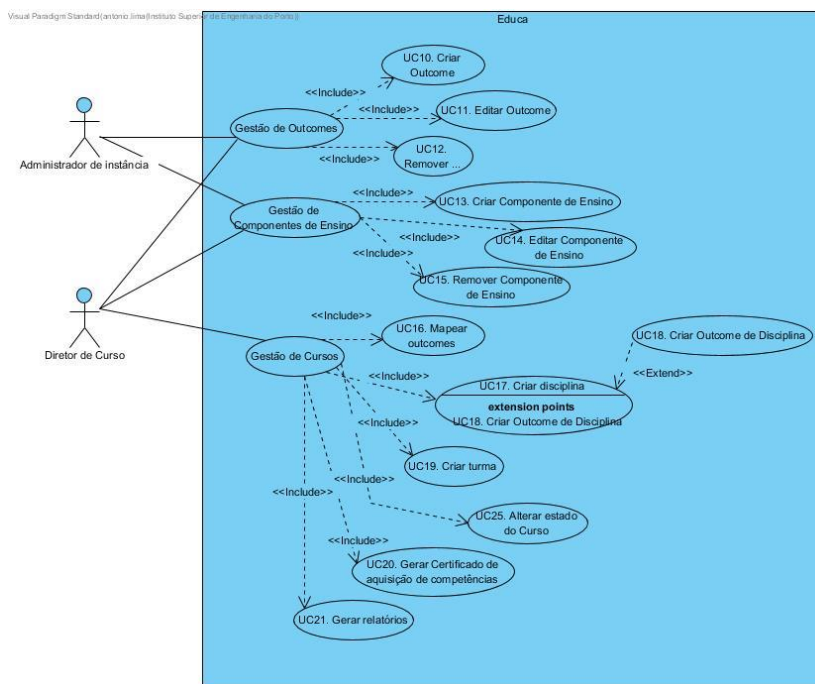 Visual Paradigm Standard(antonio.lima(Instituto Superior de Engenharia do Porto))
Educa
UC10. Criar
Outcome
<<Include>>
<<Include>>
UC11. Editar Outcome
Gestão de Outcomes
<<Include>>
UC12.
Remover ...
Administrador de instância
<<Include>>
UC13. Criar Componente de Ensino
Gestão de
Componentes de Ensino
<<Include>>
UC14. Editar Componente
de Ensino
<<Include>>
UC15. Remover Componente
de Ensino
Diretor de Curso
<<Include>>
UC16. Mapear
outcomes
UC18. Criar Outcome de Disciplina
Gestão de Cursos
<<Include>>
<<Extend>>
UC17. Criar disciplina
extension points
UC18. Criar Outcome de Disciplina
<<Include>>
UC19. Criar turma
<<Include>>
UC25. Alterar estado
do Curso
<<Include>>
UC20. Gerar Certificado de
aquisição de competências
UC21. Gerar relatórios